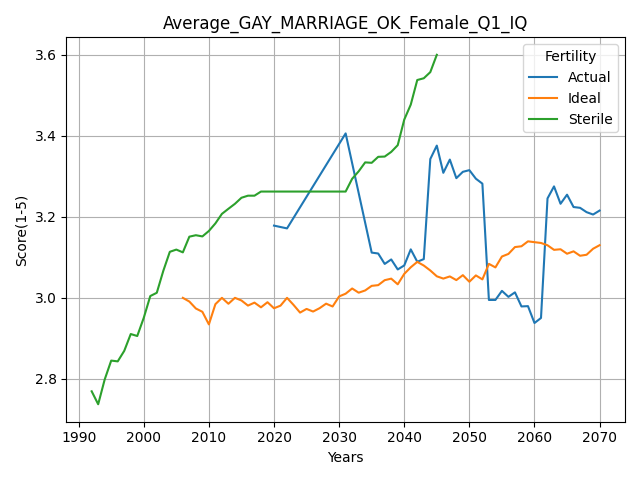 Average_GAY_MARRIAGE_OK_Female_Q1_IQ
Fertility
Actual
Ideal
Sterile
Score(1-5)
3.6
3.4
3.2
3.0
2.8
1990 2000 2010 2020 2030 2040 2050 2060 2070
Years